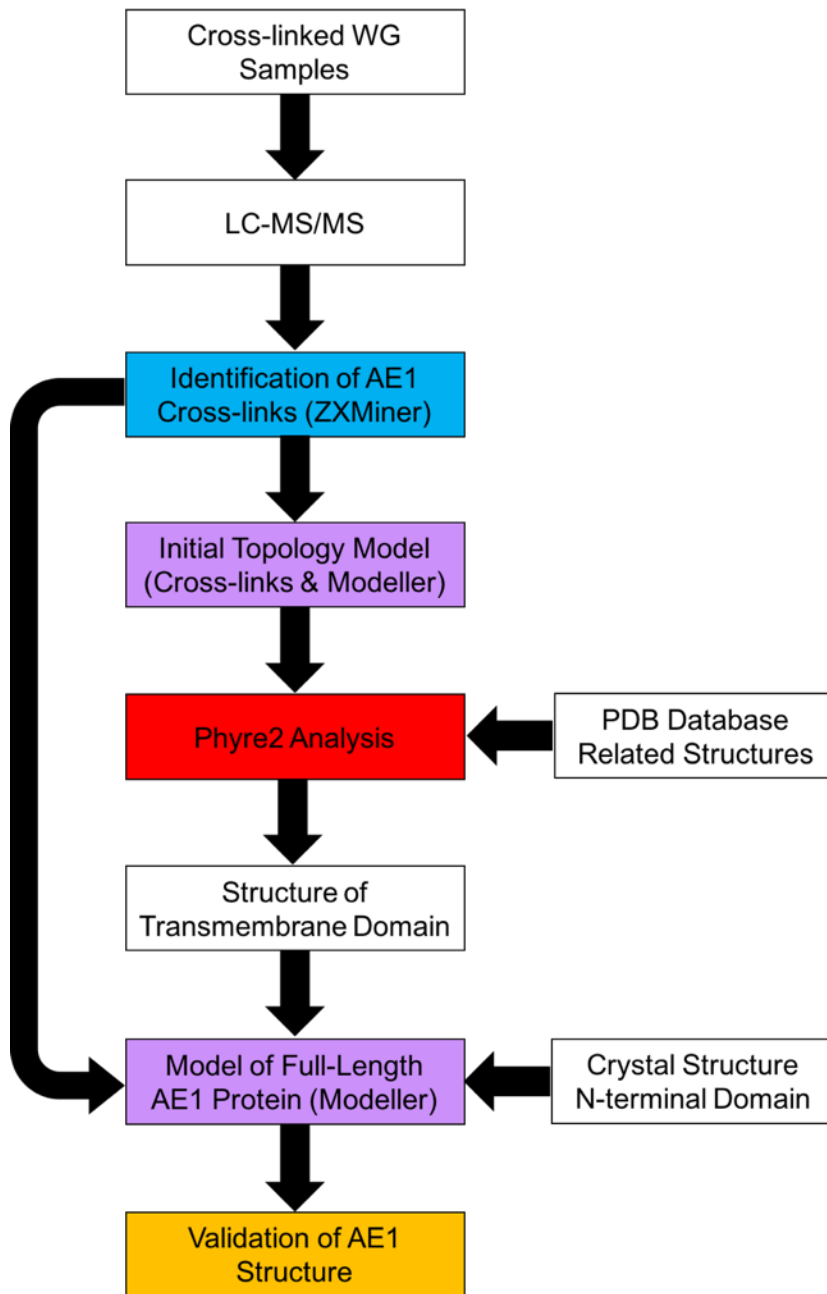 Cross-linked WG
Samples
LC-MS/MS
Identification of AE1
Cross-links (ZXMiner)
Initial Topology Model
(Cross-links & Modeller)
Phyre2 Analysis
PDB Database
Related Structures
Structure of
Transmembrane Domain
Model of Full-Length
AE1 Protein (Modeller)
Crystal Structure
N-terminal Domain
Validation of AE1
Structure